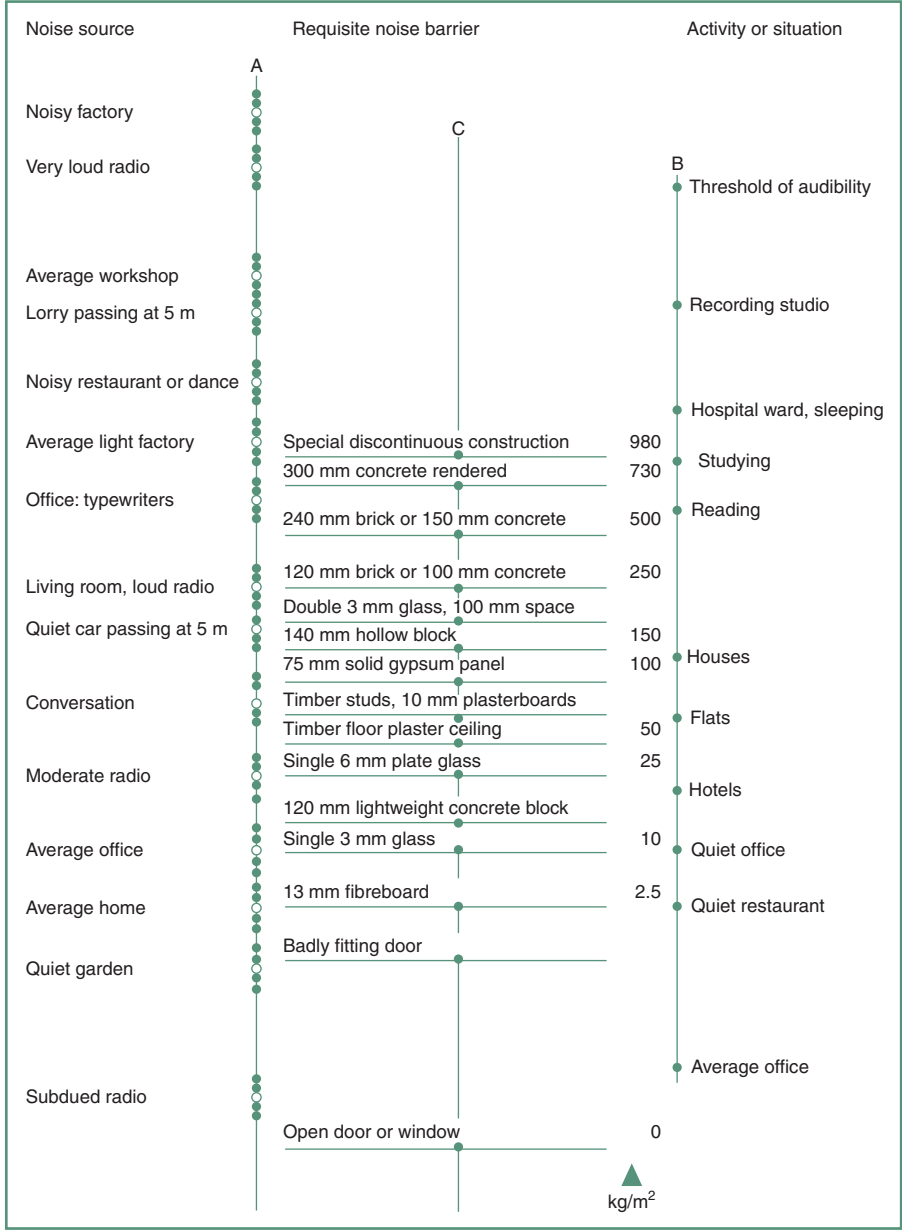 Noise source
Requisite noise barrier
Activity or situation
A
Noisy factory
C
Very loud radio
B
Threshold of audibility
Average workshop
Recording studio
Lorry passing at 5 m
Noisy restaurant or dance
Hospital ward, sleeping
Average light factory
Special discontinuous construction 980
Studying
300 mm concrete rendered 730
Office: typewriters
Reading
240 mm brick or 150 mm concrete 500
120 mm brick or 100 mm concrete 250
Living room, loud radio
Double 3 mm glass, 100 mm space
Quiet car passing at 5 m
140 mm hollow block 150
Houses
75 mm solid gypsum panel 100
Conversation
Timber studs, 10 mm plasterboards
Flats
Timber floor plaster ceiling 50
Single 6 mm plate glass 25
Moderate radio
Hotels
120 mm lightweight concrete block
Single 3 mm glass 10
Average office
Quiet office
13 mm fibreboard 2.5
Average home
Quiet restaurant
Badly fitting door
Quiet garden
Average office
Subdued radio
Open door or window 0
kg/m²